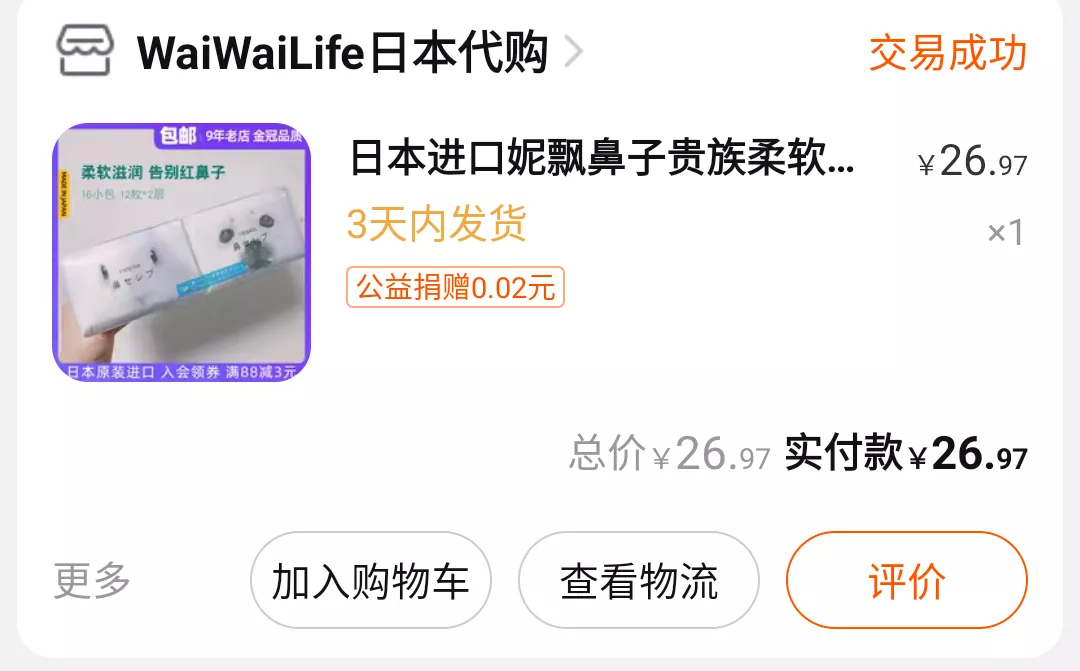 WaiWaiLife日本代购
交易成功
包邮 9年老店 金冠品质
柔软滋润 告别红鼻子
16小包 12枚*2层
MADE IN JAPAN
鼻セレブ
日本原装进口 入会领券 满88减3元
日本进口妮飘鼻子贵族柔软...
¥26.97
3天内发货
×1
公益捐赠0.02元
总价¥26.97 实付款¥26.97
更多
加入购物车
查看物流
评价